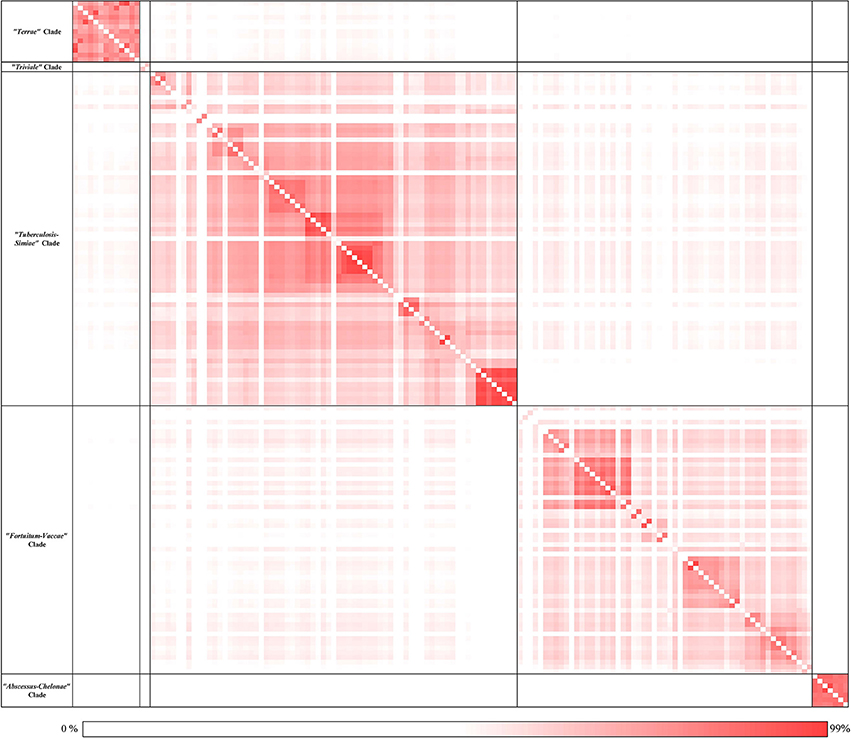 "Terrae" Clade
"Triviale" Clade
"Tuberculosis-
Simiae" Clade
"Fortuitum-Vaccae"
Clade
"Abscessus-Chelonae"
Clade
0 %
99%